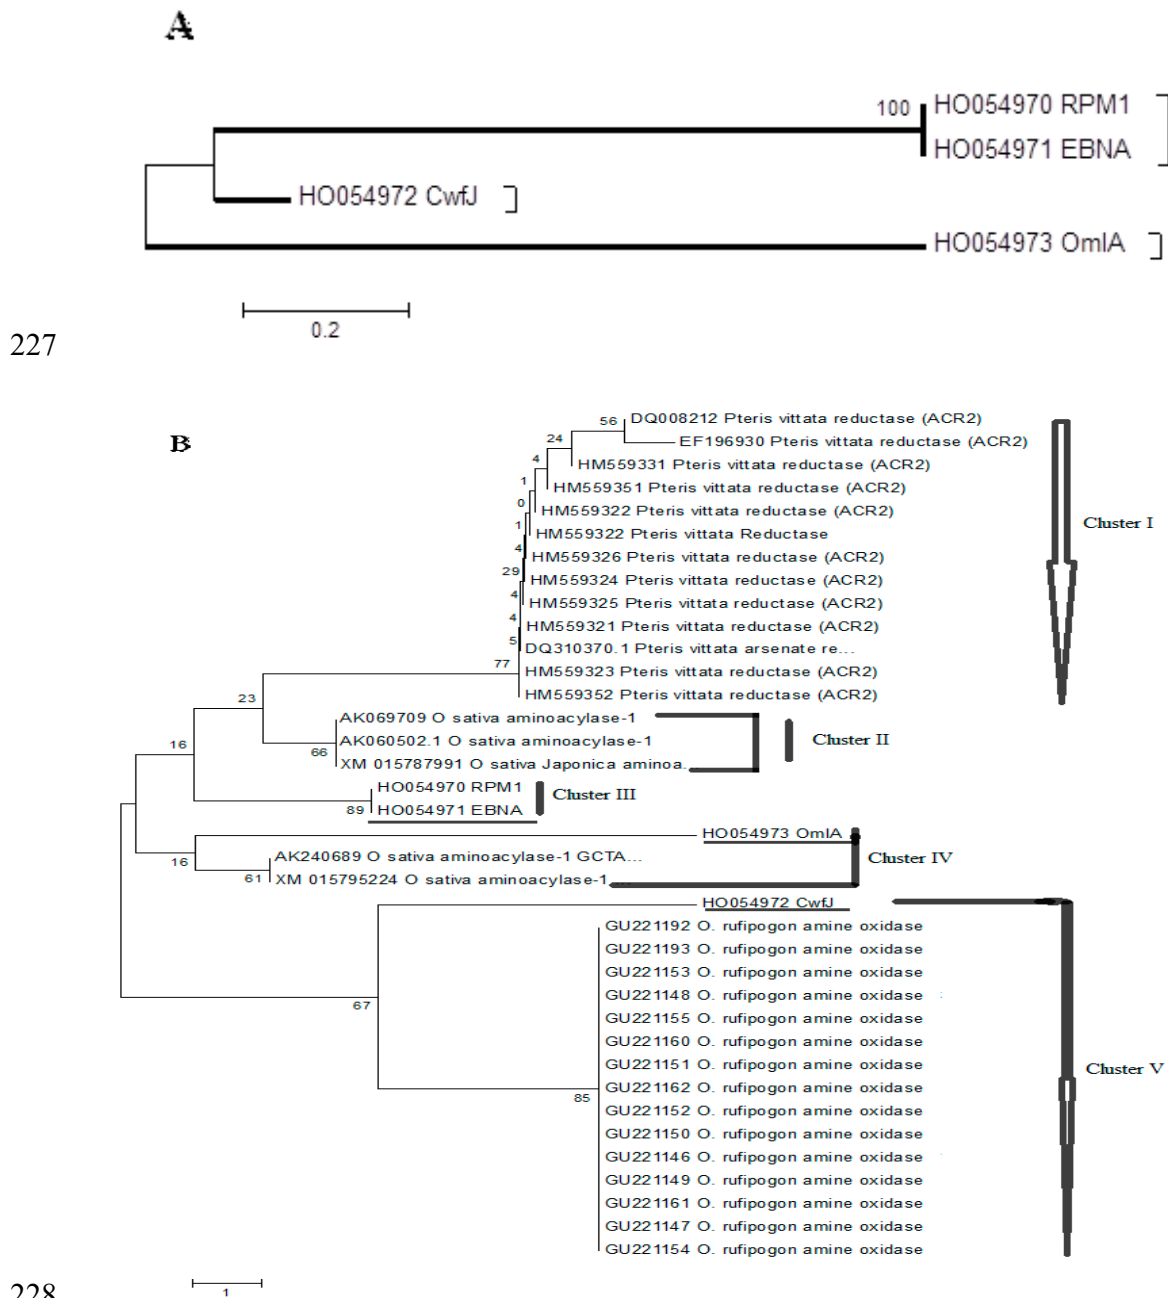 A
100
HO054970 RPM1
HO054971 EBNA
HO054972 CwfJ
HO054973 OmlA
0.2
227
B
56
DQ008212 Pteris vittata reductase (ACR2)
24
EF196930 Pteris vittata reductase (ACR2)
4
HM559331 Pteris vittata reductase (ACR2)
1
HM559351 Pteris vittata reductase (ACR2)
0
HM559322 Pteris vittata reductase (ACR2)
Cluster I
1
HM559322 Pteris vittata Reductase
4
HM559326 Pteris vittata reductase (ACR2)
29
HM559324 Pteris vittata reductase (ACR2)
4
HM559325 Pteris vittata reductase (ACR2)
4
HM559321 Pteris vittata reductase (ACR2)
5
DQ310370.1 Pteris vittata arsenate re...
77
HM559323 Pteris vittata reductase (ACR2)
HM559352 Pteris vittata reductase (ACR2)
23
AK069709 O sativa aminoacylase-1
16
AK060502.1 O sativa aminoacylase-1
Cluster II
66
XM 015787991 O sativa Japonica aminoa.
HO054970 RPM1
Cluster III
89
HO054971 EBNA
HO054973 OmlA
16
AK240689 O sativa aminoacylase-1 GCTA...
Cluster IV
61
XM 015795224 O sativa aminoacylase-1...
HO054972 CwfJ
GU221192 O. rufipogon amine oxidase
GU221193 O. rufipogon amine oxidase
GU221153 O. rufipogon amine oxidase
GU221148 O. rufipogon amine oxidase
67
GU221155 O. rufipogon amine oxidase
GU221160 O. rufipogon amine oxidase
GU221151 O. rufipogon amine oxidase
Cluster V
GU221162 O. rufipogon amine oxidase
85
GU221152 O. rufipogon amine oxidase
GU221150 O. rufipogon amine oxidase
GU221146 O. rufipogon amine oxidase
GU221149 O. rufipogon amine oxidase
GU221161 O. rufipogon amine oxidase
GU221147 O. rufipogon amine oxidase
GU221154 O. rufipogon amine oxidase
1
228